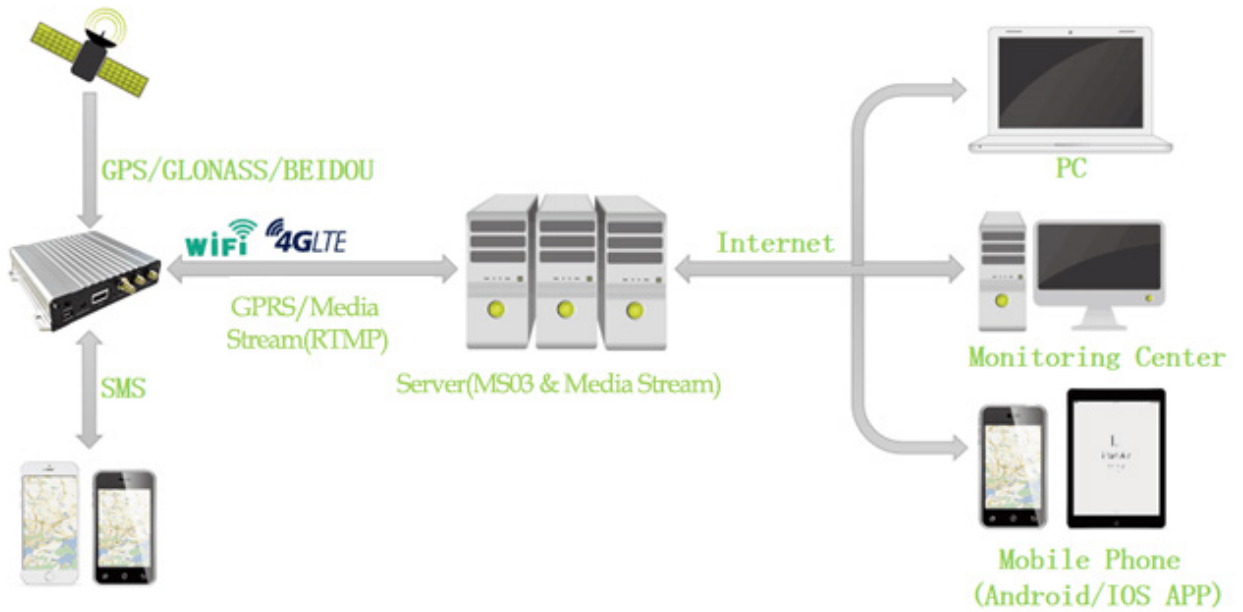 GPS/GLONASS/BEIDOU
WiFi 4GLTE
GPRS/Media
Stream(RTMP)
SMS
Server(MS03 & Media Stream)
Internet
PC
Monitoring Center
Mobile Phone
(Android/IOS APP)